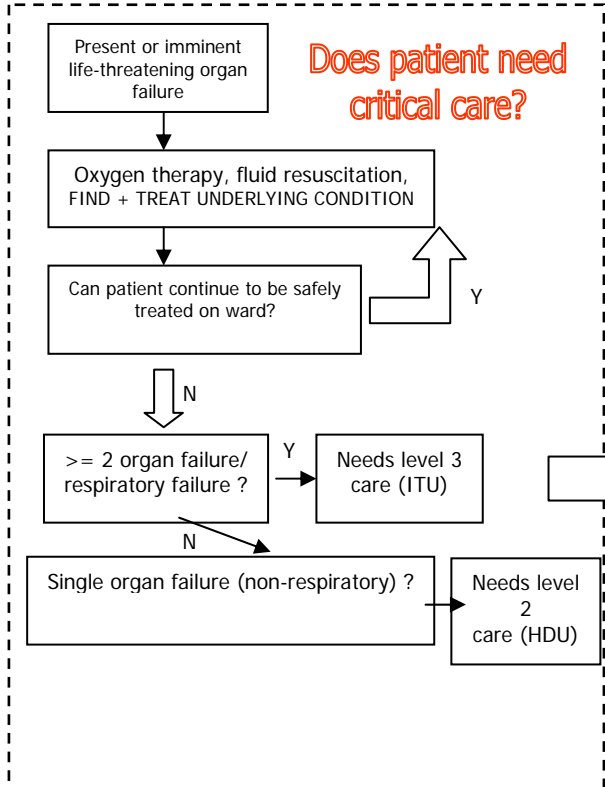 Present or imminent
life-threatening organ
failure
Does patient need
critical care?
Oxygen therapy, fluid resuscitation,
FIND + TREAT UNDERLYING CONDITION
Can patient continue to be safely
treated on ward?
Y
N
>= 2 organ failure/
respiratory failure ?
Y
Needs level 3
care (ITU)
N
Single organ failure (non-respiratory) ?
Needs level
2
care (HDU)